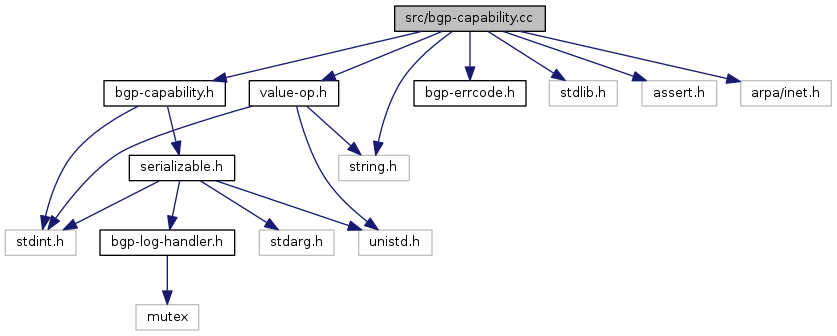 src/bgp-capability.cc
bgp-capability.h
value-op.h
bgp-errcode.h
stdlib.h
assert.h
arpa/inet.h
serializable.h
string.h
stdint.h
bgp-log-handler.h
stdarg.h
unistd.h
mutex